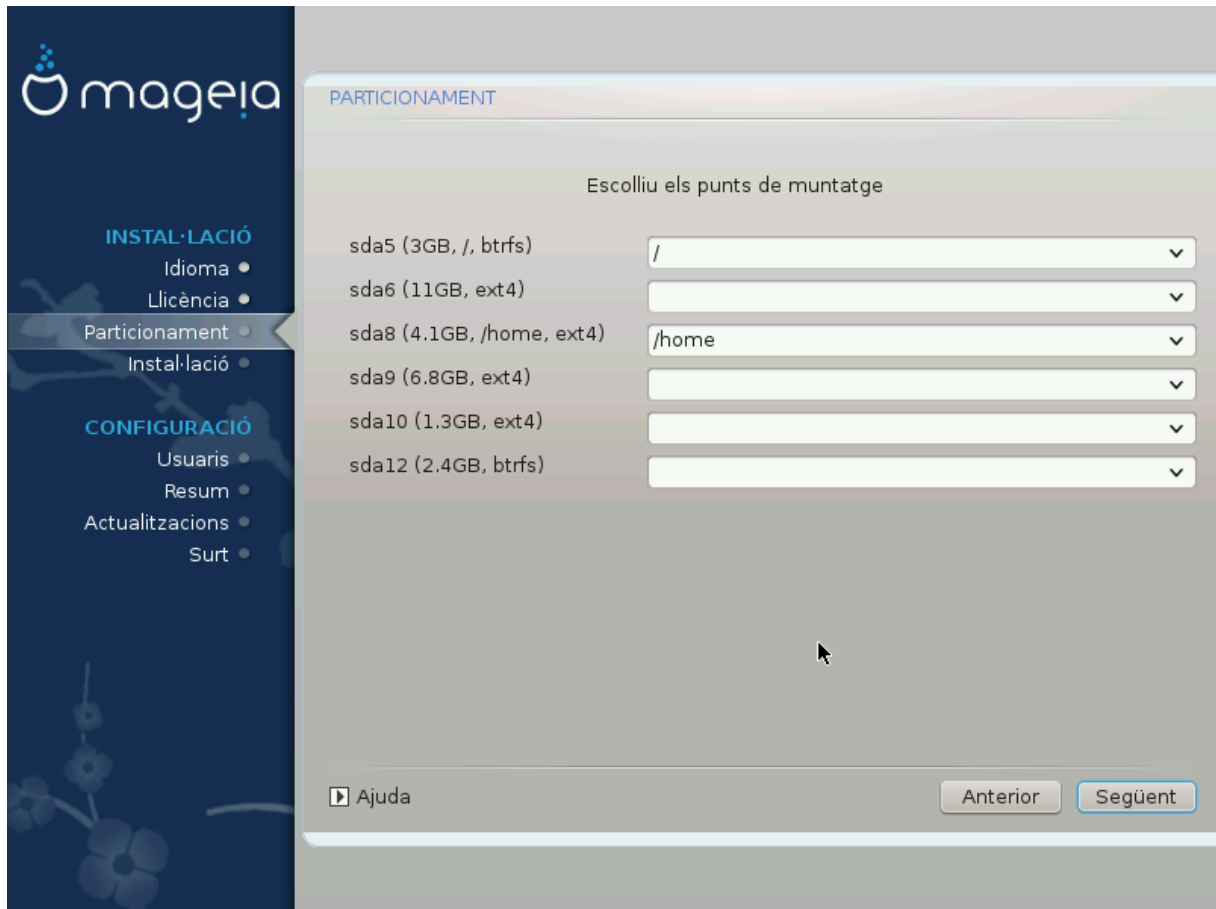 mageia
INSTAL·LACIÓ
Idioma
Llicència
Particionament
Instal·lació
CONFIGURACIÓ
Usuaris
Resum
Actualitzacions
Surt
PARTICIONAMENT
Escolliu els punts de muntatge
sda5 (3GB, /, btrfs) /
sda6 (11GB, ext4)
sda8 (4.1GB, /home, ext4) /home
sda9 (6.8GB, ext4)
sda10 (1.3GB, ext4)
sda12 (2.4GB, btrfs)
Ajuda Anterior Següent